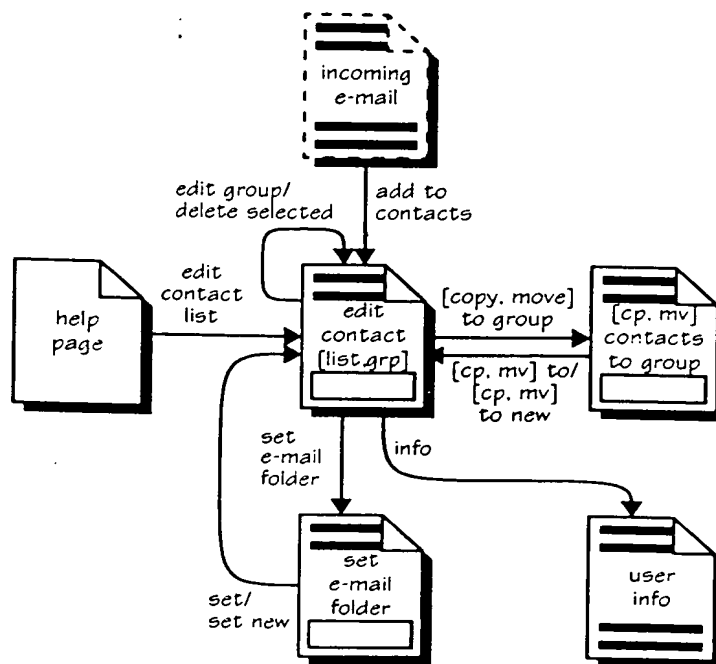 incoming
e-mail
edit group/
delete selected
add to
contacts
help
page
edit
contact
list
edit
contact
[list.grp]
[copy. move]
to group
[cp. mv] to/
[cp. mv]
to new
[cp. mv]
contacts
to group
set
e-mail
folder
info
set/
set new
set
e-mail
folder
user
info